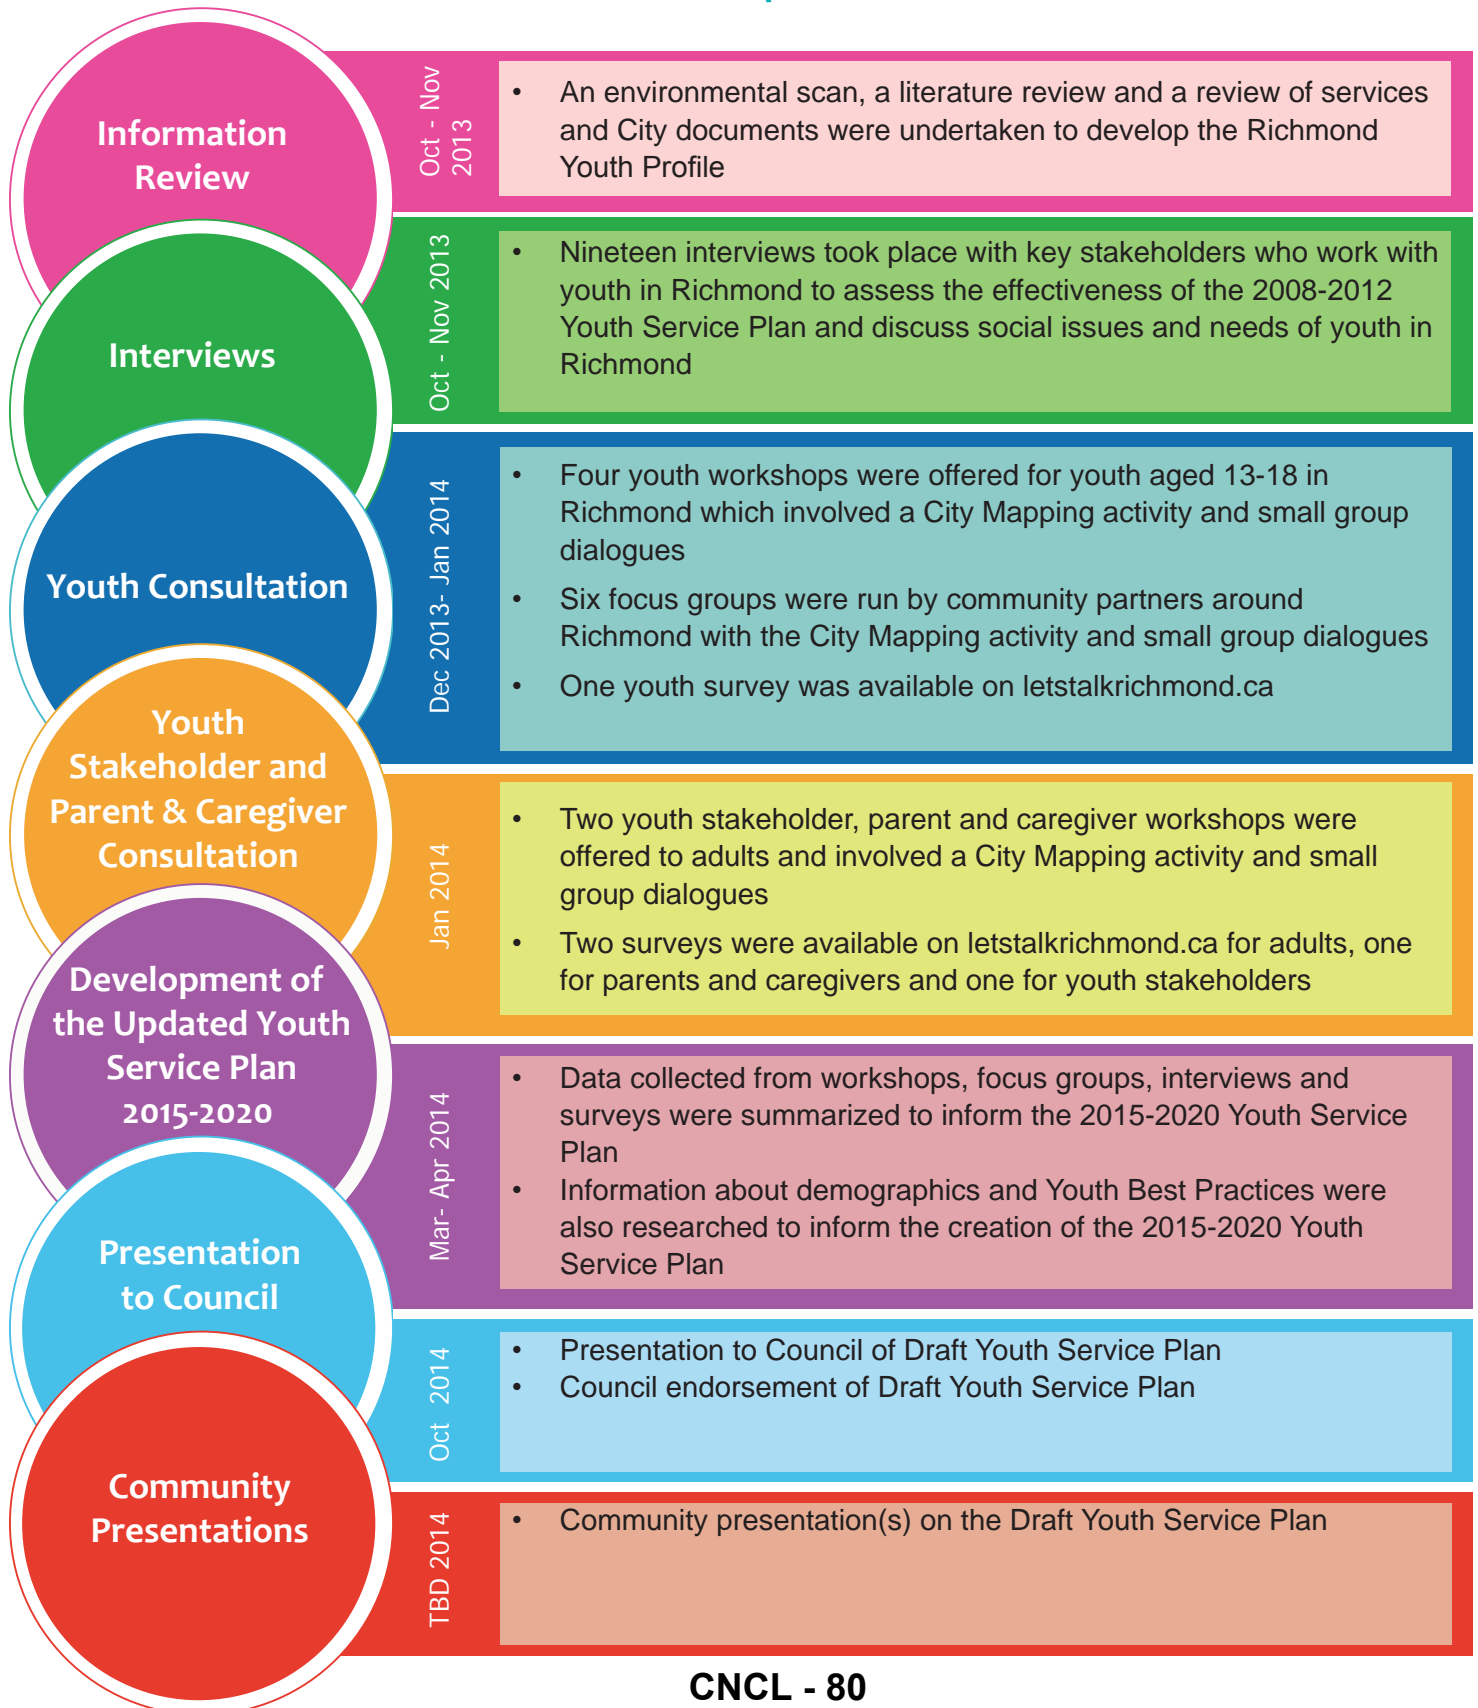 Information
Review
Oct - Nov
2013
• An environmental scan, a literature review and a review of services
and City documents were undertaken to develop the Richmond
Youth Profile
Interviews
Oct - Nov 2013
• Nineteen interviews took place with key stakeholders who work with
youth in Richmond to assess the effectiveness of the 2008-2012
Youth Service Plan and discuss social issues and needs of youth in
Richmond
Youth Consultation
Dec 2013- Jan 2014
• Four youth workshops were offered for youth aged 13-18 in
Richmond which involved a City Mapping activity and small group
dialogues
• Six focus groups were run by community partners around
Richmond with the City Mapping activity and small group dialogues
• One youth survey was available on letstalkrichmond.ca
Youth
Stakeholder and
Parent & Caregiver
Consultation
Jan 2014
• Two youth stakeholder, parent and caregiver workshops were
offered to adults and involved a City Mapping activity and small
group dialogues
• Two surveys were available on letstalkrichmond.ca for adults, one
for parents and caregivers and one for youth stakeholders
Development of
the Updated Youth
Service Plan
2015-2020
Mar- Apr 2014
• Data collected from workshops, focus groups, interviews and
surveys were summarized to inform the 2015-2020 Youth Service
Plan
• Information about demographics and Youth Best Practices were
also researched to inform the creation of the 2015-2020 Youth
Service Plan
Presentation
to Council
Oct 2014
• Presentation to Council of Draft Youth Service Plan
• Council endorsement of Draft Youth Service Plan
Community
Presentations
TBD 2014
• Community presentation(s) on the Draft Youth Service Plan
CNCL - 80